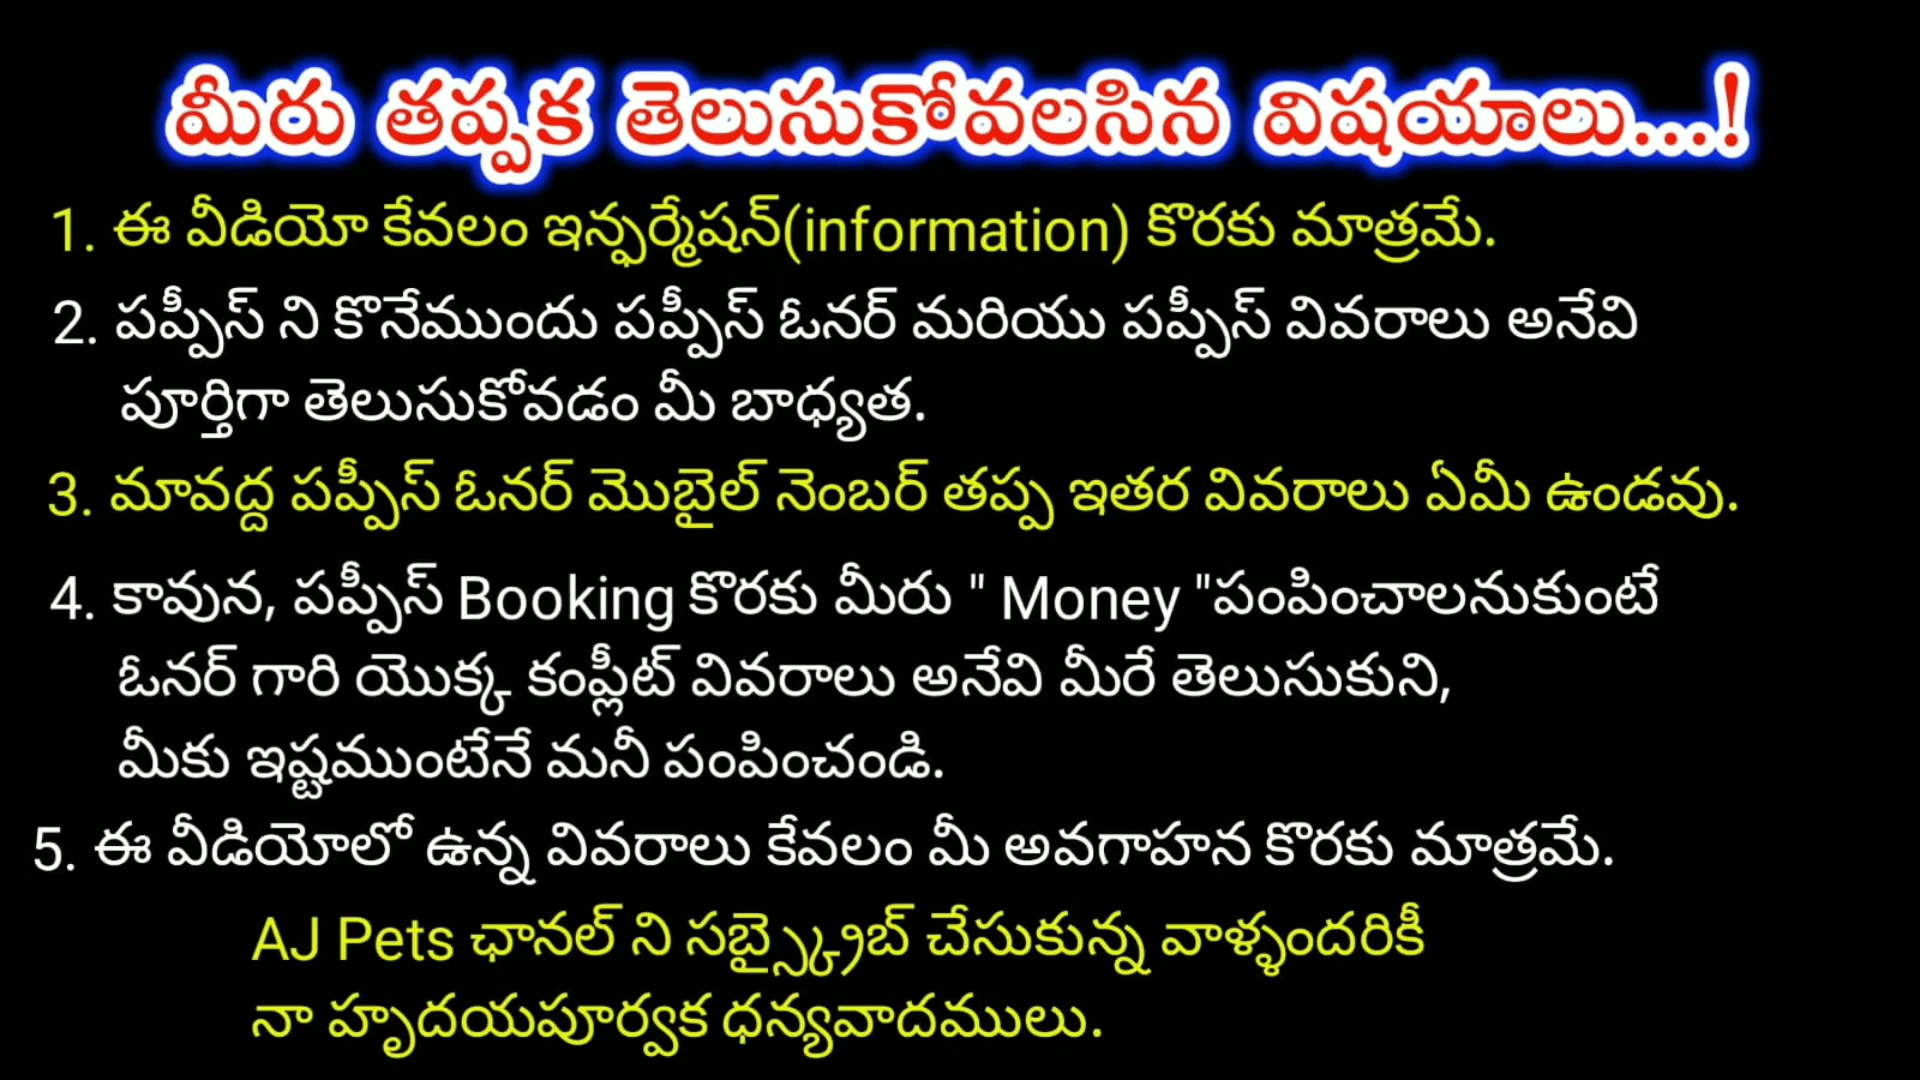 మీరు తప్పక తెలుసుకోవలసిన విషయాలు...!
1. ఈ వీడియో కేవలం ఇన్ఫర్మేషన్(information) కొరకు మాత్రమే.
2. పప్పీస్ ని కొనేముందు పప్పీస్ ఓనర్ మరియు పప్పీస్ వివరాలు అనేవి
పూర్తిగా తెలుసుకోవడం మీ బాధ్యత.
3. మావద్ద పప్పీస్ ఓనర్ మొబైల్ నెంబర్ తప్ప ఇతర వివరాలు ఏమీ ఉండవు.
4. కావున, పప్పీస్ Booking కొరకు మీరు " Money "పంపించాలనుకుంటే
ఓనర్ గారి యొక్క కంప్లీట్ వివరాలు అనేవి మీరే తెలుసుకుని,
మీకు ఇష్టముంటేనే మనీ పంపించండి.
5. ఈ వీడియోలో ఉన్న వివరాలు కేవలం మీ అవగాహన కొరకు మాత్రమే.
AJ Pets ఛానల్ ని సబ్స్క్రైబ్ చేసుకున్న వాళ్ళందరికీ
నా హృదయపూర్వక ధన్యవాదములు.